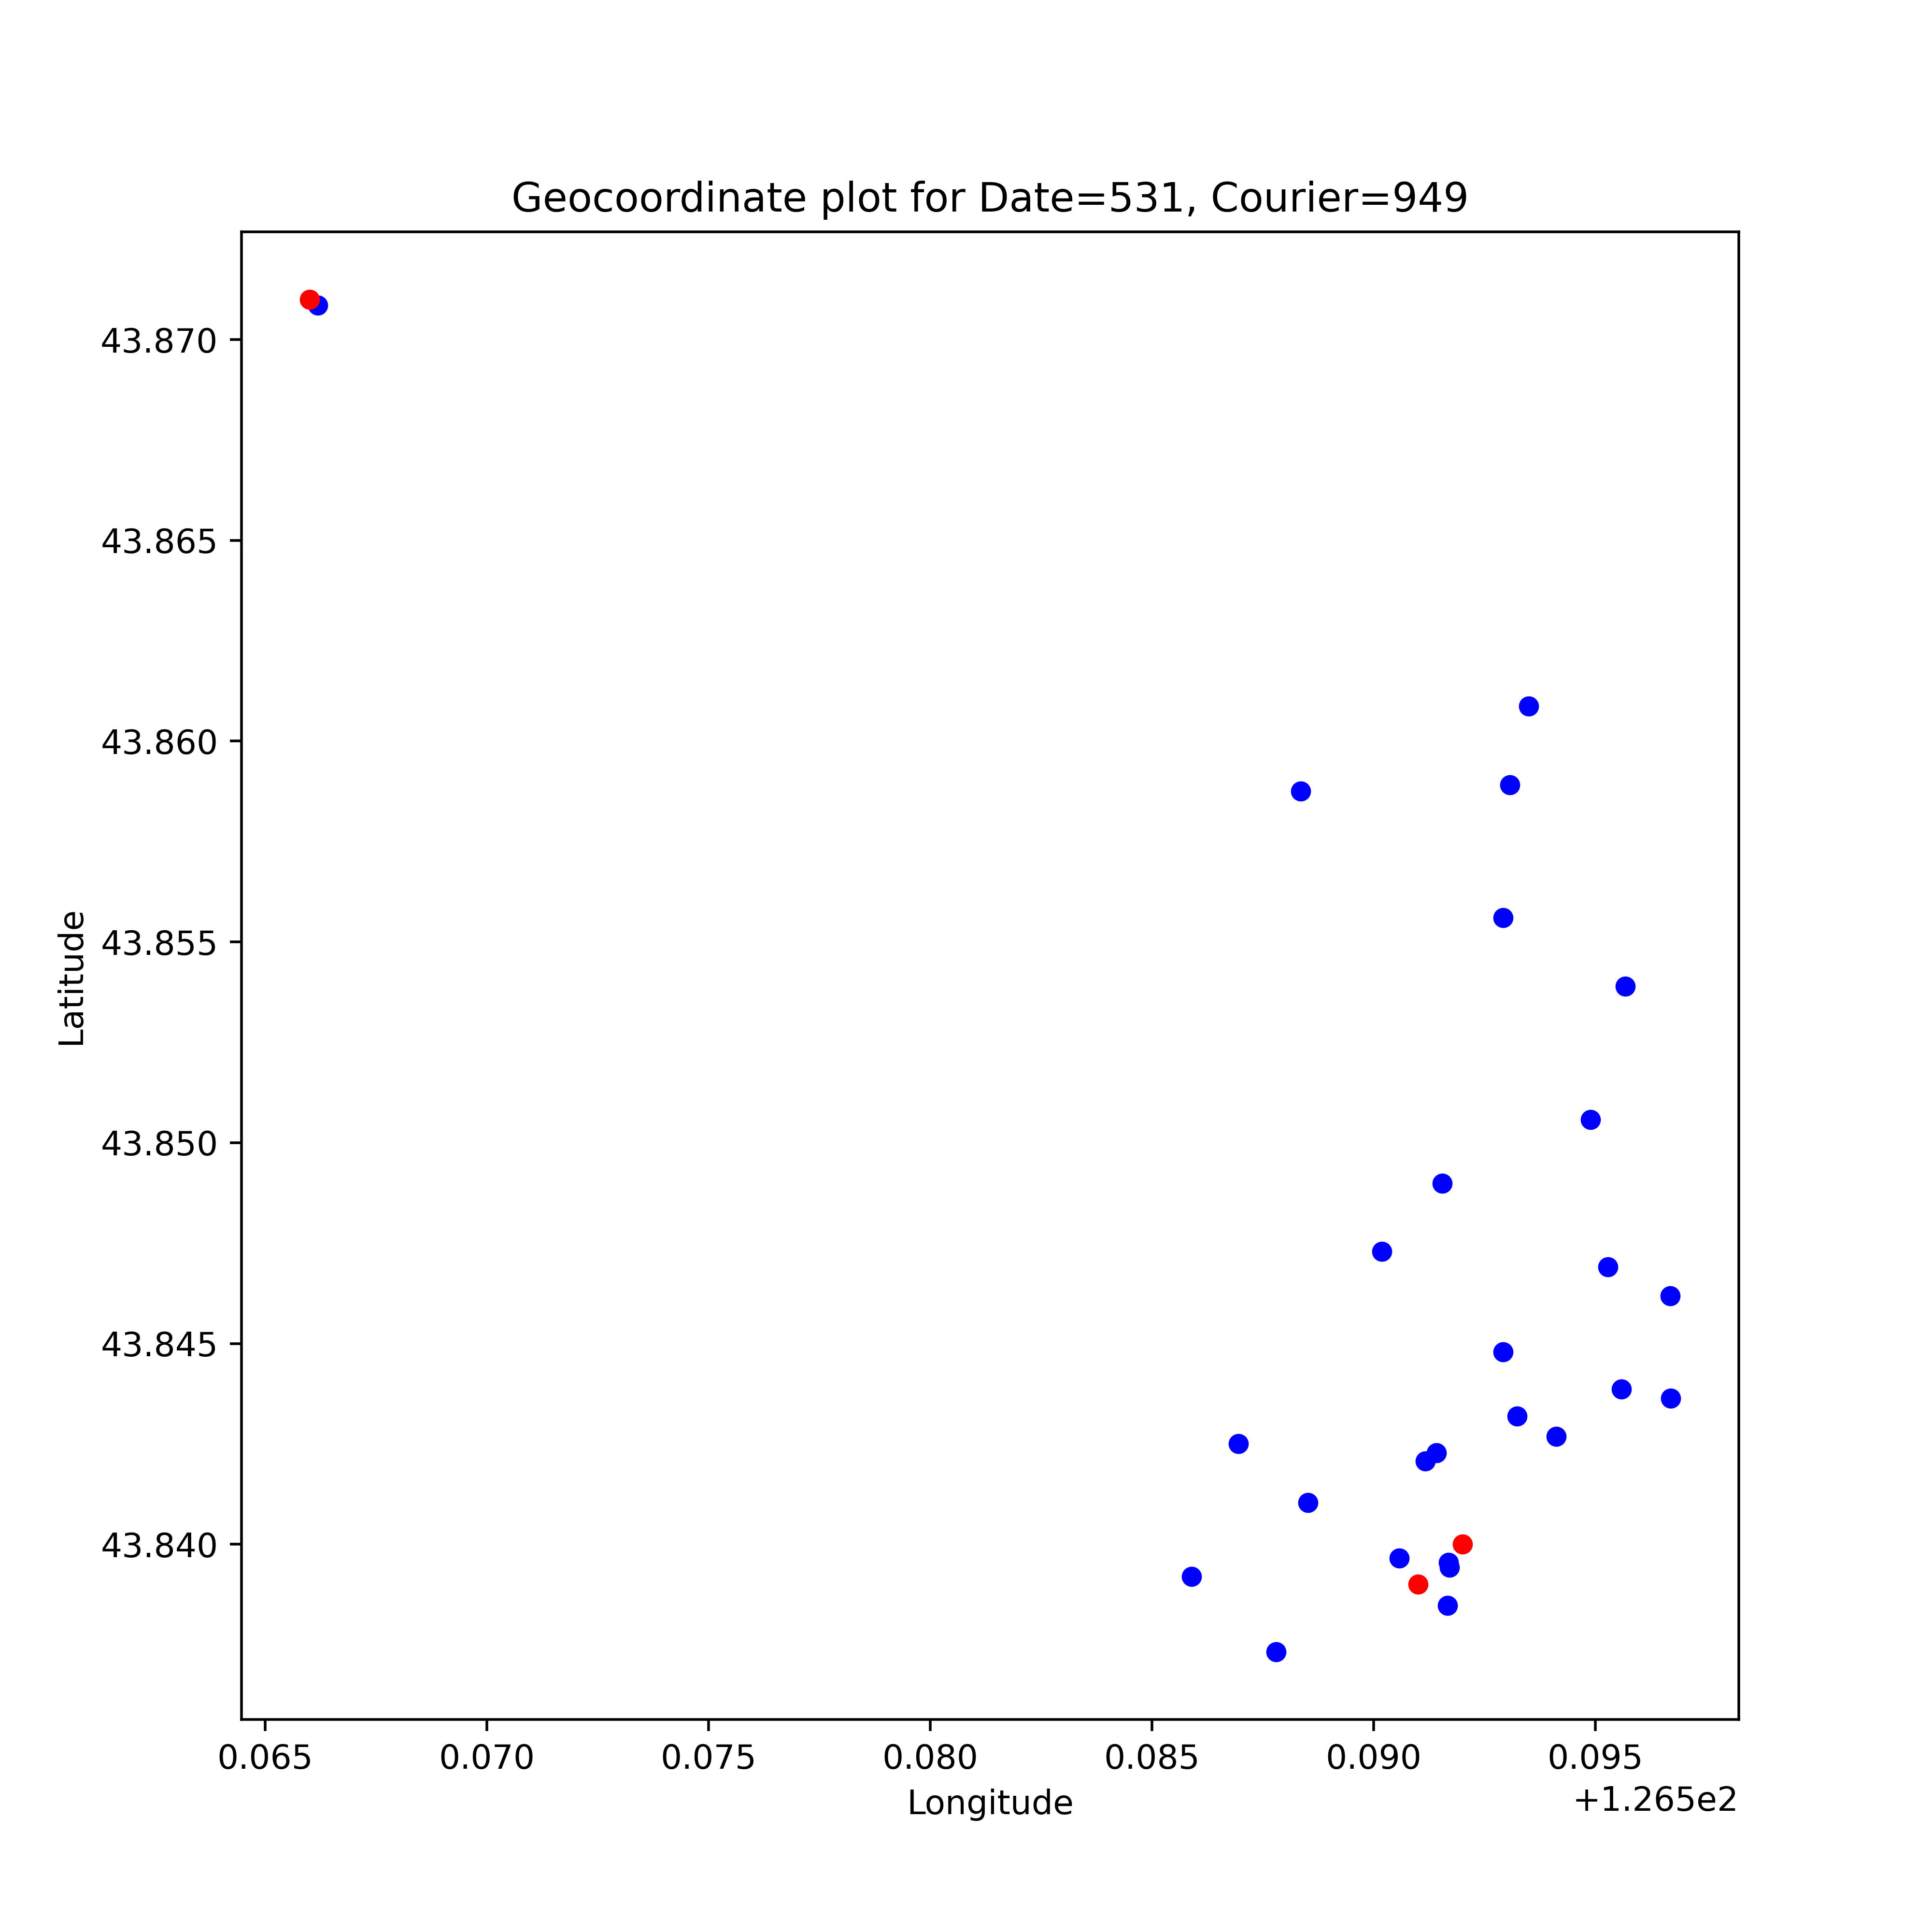 Geocoordinate plot for Date=531, Courier=949
43.870
43.865
43.860
43.855
43.850
43.845
43.840
Latitude
0.065 0.070 0.075 0.080 0.085 0.090 0.095
Longitude
+1.265e2